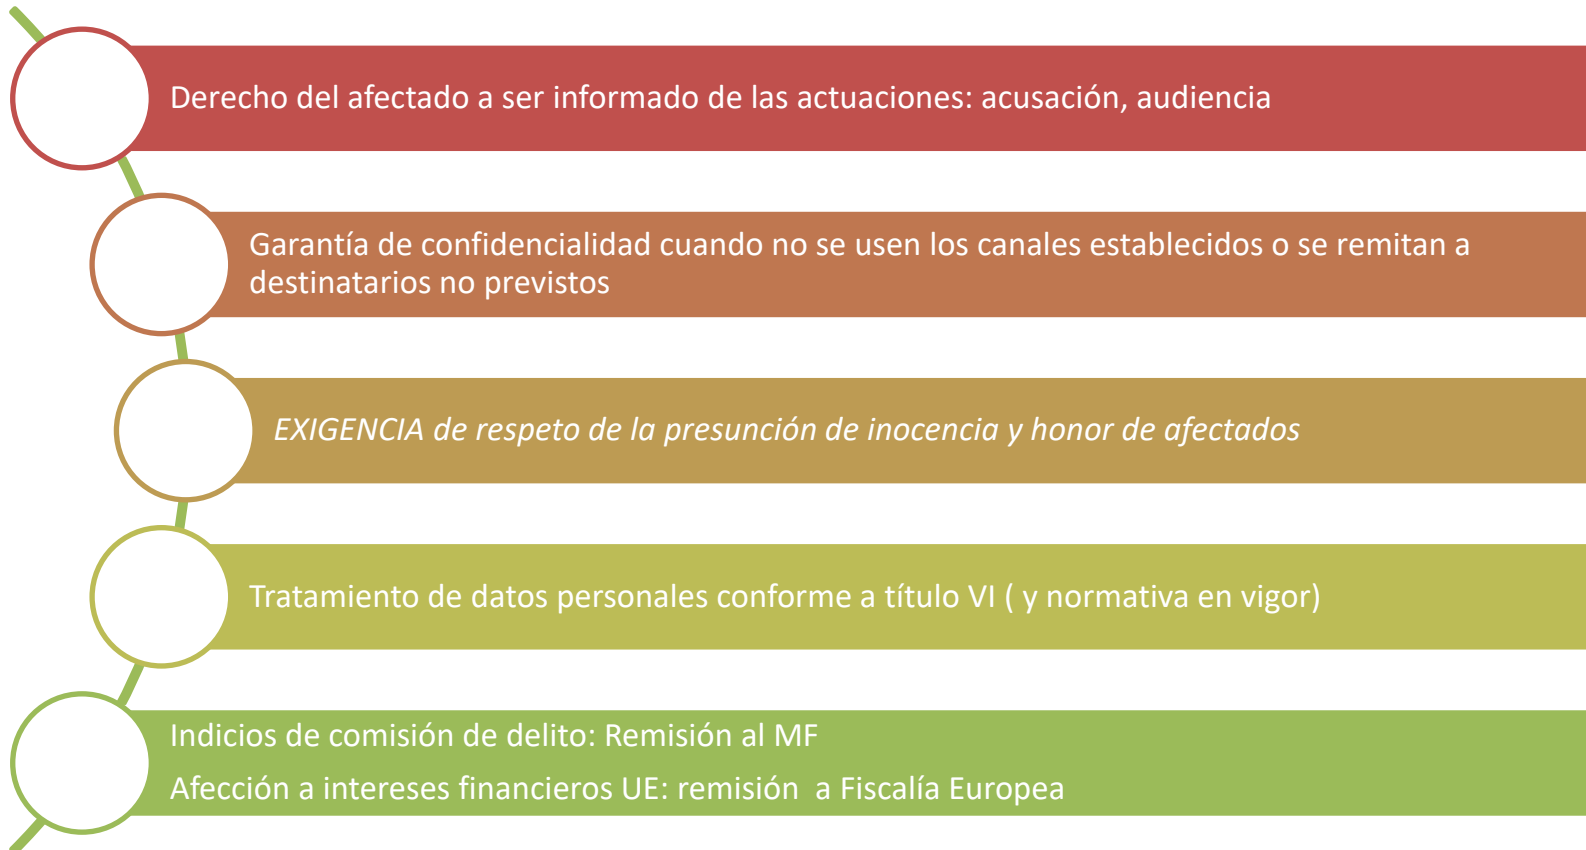 Derecho del afectado a ser informado de las actuaciones: acusación, audiencia
Garantía de confidencialidad cuando no se usen los canales establecidos o se remitan a
destinatarios no previstos
EXIGENCIA de respeto de la presunción de inocencia y honor de afectados
Tratamiento de datos personales conforme a título VI ( y normativa en vigor)
Indicios de comisión de delito: Remisión al MF
Afección a intereses financieros UE: remisión  a Fiscalía Europea